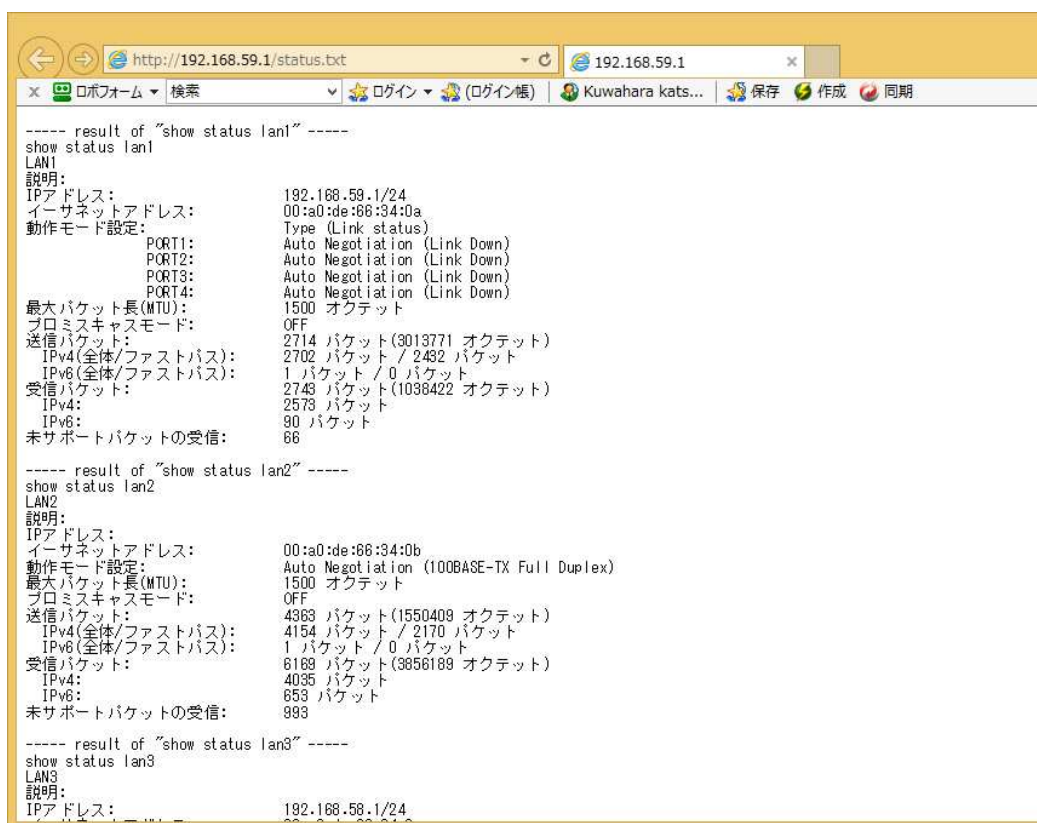 http://192.168.59.1/status.txt
192.168.59.1
ロボフォーム 検索 ログイン (ログイン帳) Kuwahara kats... 保存 作成 同期
----- result of "show status lan1" -----
show status lan1
LAN1
説明:
IPアドレス: 192.168.59.1/24
イーサネットアドレス: 00:a0:de:66:34:0a
動作モード設定: Type (Link status)
PORT1: Auto Negotiation (Link Down)
PORT2: Auto Negotiation (Link Down)
PORT3: Auto Negotiation (Link Down)
PORT4: Auto Negotiation (Link Down)
最大パケット長(MTU): 1500 オクテット
プロミスキャスモード: OFF
送信パケット: 2714 パケット(3013771 オクテット)
IPv4(全体/ファストパス): 2702 パケット / 2432 パケット
IPv6(全体/ファストパス): 1 パケット / 0 パケット
受信パケット: 2743 パケット(1038422 オクテット)
IPv4: 2573 パケット
IPv6: 90 パケット
未サポートパケットの受信: 66
----- result of "show status lan2" -----
show status lan2
LAN2
説明:
IPアドレス:
イーサネットアドレス: 00:a0:de:66:34:0b
動作モード設定: Auto Negotiation (100BASE-TX Full Duplex)
最大パケット長(MTU): 1500 オクテット
プロミスキャスモード: OFF
送信パケット: 4363 パケット(1550409 オクテット)
IPv4(全体/ファストパス): 4154 パケット / 2170 パケット
IPv6(全体/ファストパス): 1 パケット / 0 パケット
受信パケット: 6169 パケット(3856189 オクテット)
IPv4: 4035 パケット
IPv6: 653 パケット
未サポートパケットの受信: 993
----- result of "show status lan3" -----
show status lan3
LAN3
説明:
IPアドレス: 192.168.58.1/24